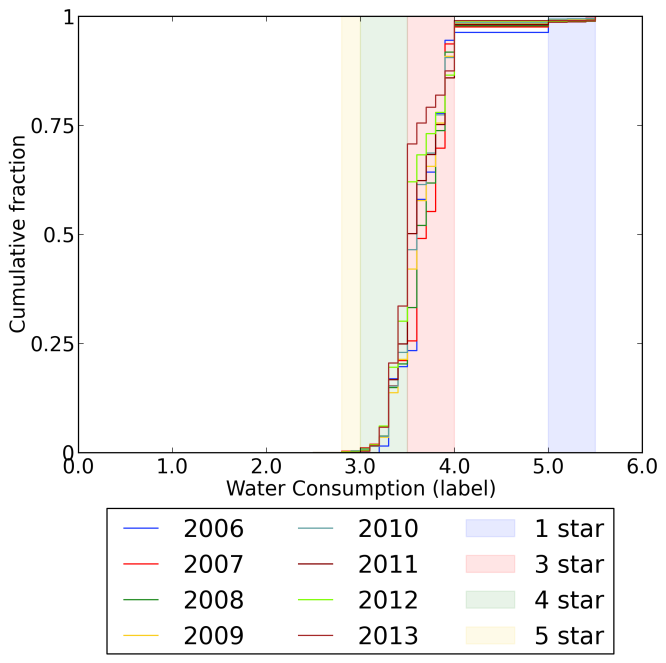 1
0.75
Cumulative fraction
0.5
0.25
0
0.0 1.0 2.0 3.0 4.0 5.0 6.0
Water Consumption (label)
2006 2010 1 star
2007 2011 3 star
2008 2012 4 star
2009 2013 5 star